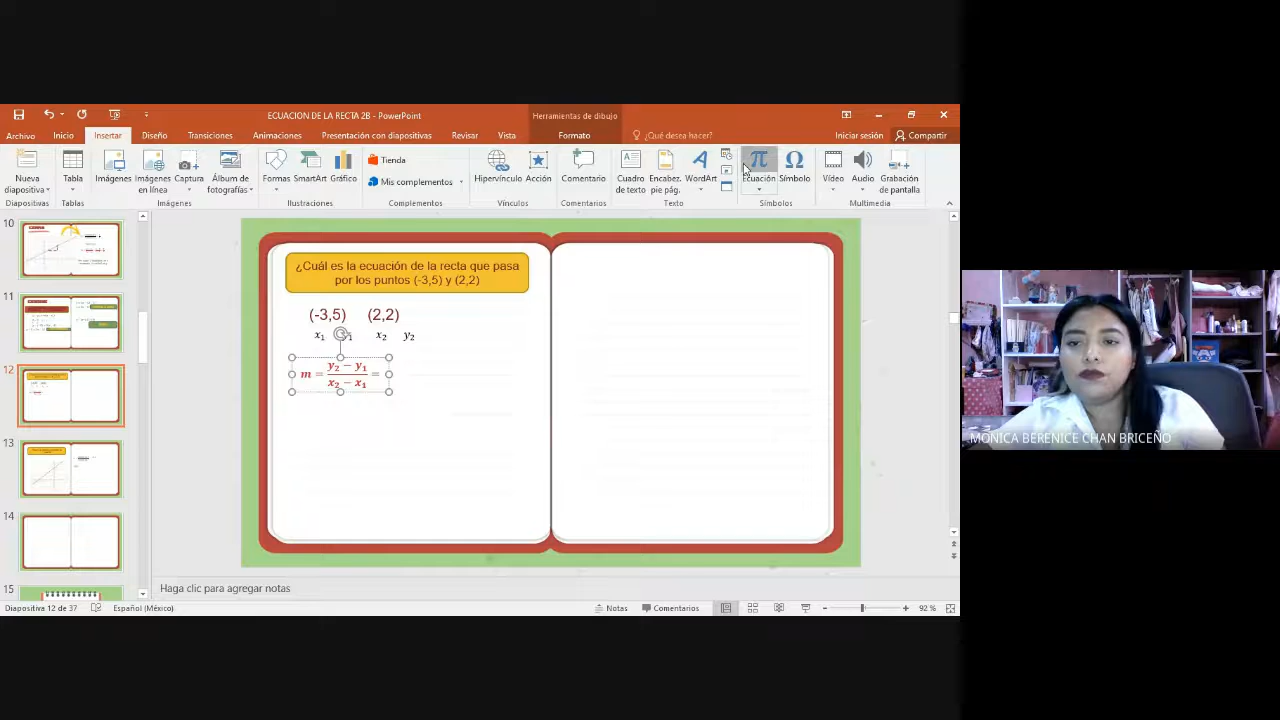 ECUACION DE LA RECTA 2B - PowerPoint
Herramientas de dibujo
Archivo Inicio Insertar Diseño Transiciones Animaciones Presentación con diapositivas Revisar Vista Formato ¿Qué desea hacer? Iniciar sesión Compartir
Nueva diapositiva
Tabla
Imágenes
Imágenes en línea
Captura
Álbum de fotografías
Formas
SmartArt
Gráfico
Tienda
Mis complementos
Hipervínculo
Acción
Comentario
Cuadro de texto
Encabez. pie pág.
WordArt
π
Ecuación
Ω
Símbolo
Vídeo
Audio
Grabación de pantalla
Diapositivas Tablas Imágenes Ilustraciones Complementos Vínculos Comentarios Texto Símbolos Multimedia
10
11
12
13
14
15
¿Cuál es la ecuación de la recta que pasa
por los puntos (-3,5) y (2,2)
(-3,5) (2,2)
x₁ ₁ x₂ y₂
m = (y₂ − y₁)/(x₂ − x₁) =
MONICA BERENICE CHAN BRICEÑO
Haga clic para agregar notas
Diapositiva 12 de 37 Español (México) Notas Comentarios 92 %